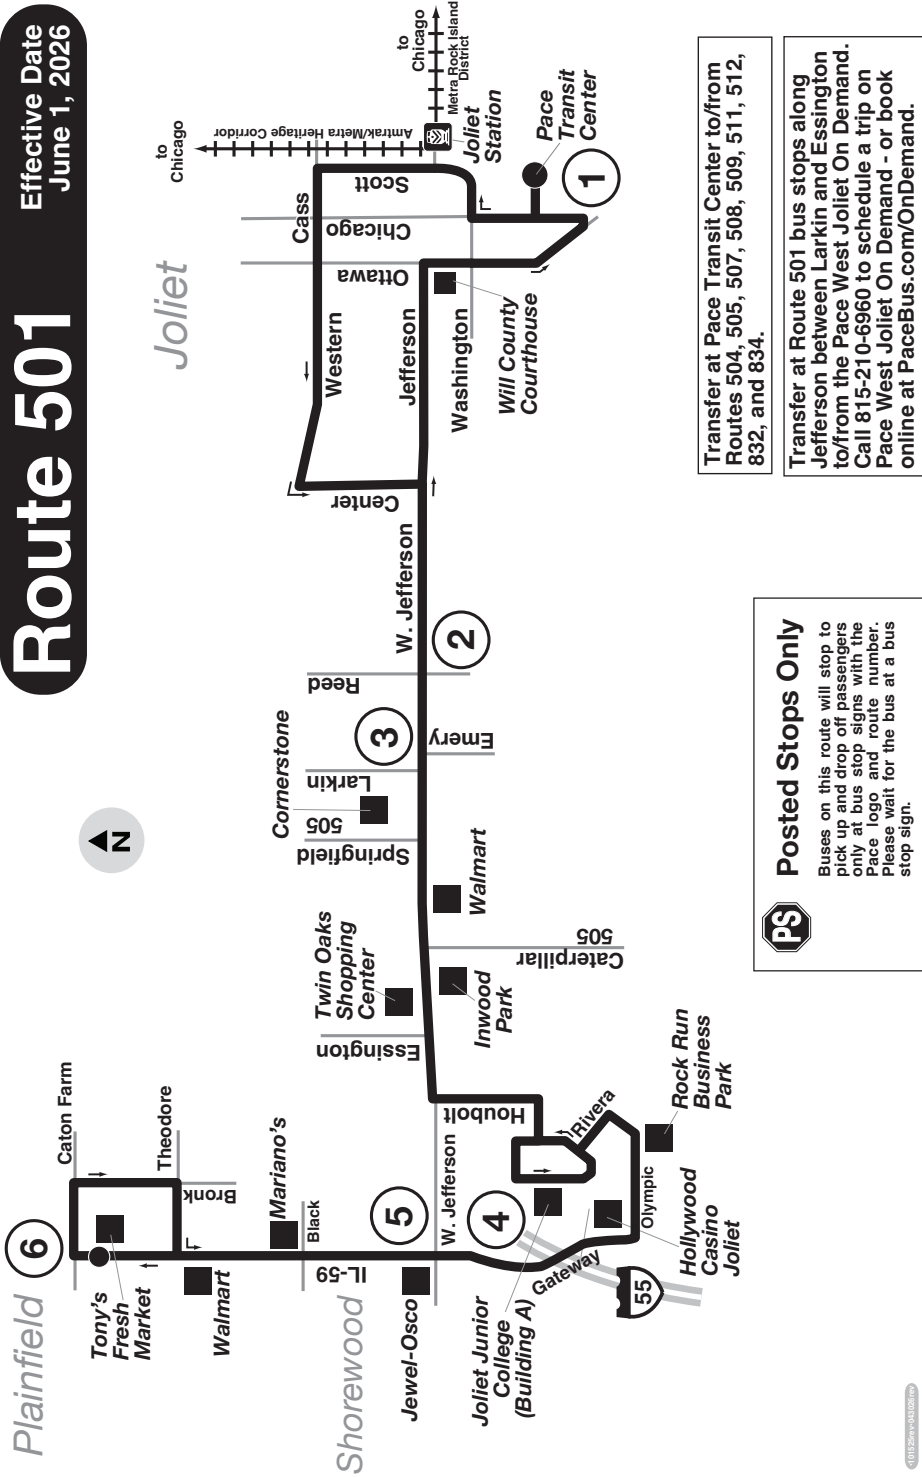 Route 501
Effective Date
June 1, 2026
Joliet
to
Chicago
Amtrak/Metra Heritage Corridor
to
Chicago
Metra Rock Island
District
Joliet
Station
Pace
Transit
Center
1
Scott
Cass
Chicago
Ottawa
Western
Jefferson
Washington
Will County
Courthouse
Center
W. Jefferson
2
Reed
3
Emery
Cornerstone
Larkin
505
Springfield
Walmart
N
Twin Oaks
Shopping
Center
505
Caterpillar
Inwood
Park
Essington
Houbolt
Rivera
Rock Run
Business
Park
Caton Farm
Theodore
Bronk
Mariano's
Black
W. Jefferson
5
4
Olympic
Hollywood
Casino
Joliet
Gateway
55
6
IL-59
Plainfield
Tony's
Fresh
Market
Walmart
Shorewood
Jewel-Osco
Joliet Junior
College
(Building A)
Transfer at Pace Transit Center to/from
Routes 504, 505, 507, 508, 509, 511, 512,
832, and 834.
Transfer at Route 501 bus stops along
Jefferson between Larkin and Essington
to/from the Pace West Joliet On Demand.
Call 815-210-6960 to schedule a trip on
Pace West Joliet On Demand - or book
online at PaceBus.com/OnDemand.
PS
Posted Stops Only
Buses on this route will stop to
pick up and drop off passengers
only at bus stop signs with the
Pace logo and route number.
Please wait for the bus at a bus
stop sign.